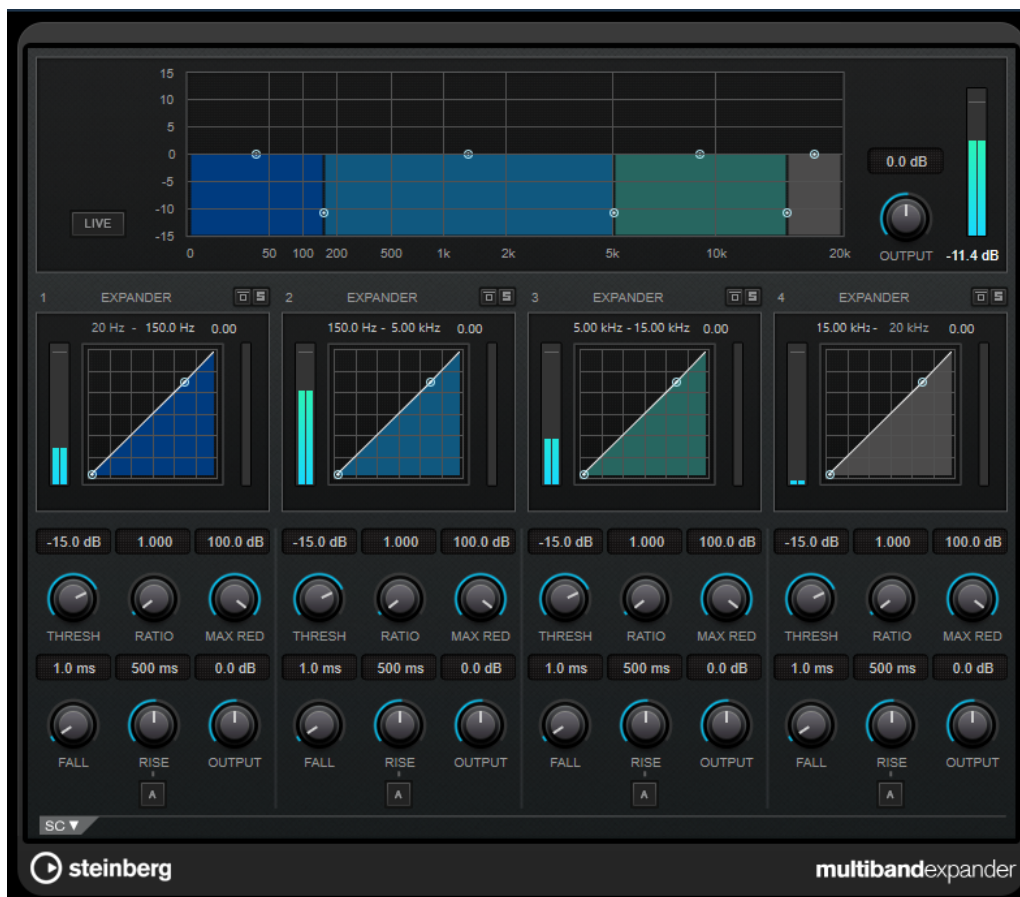 15
10
5
0
-5
-10
-15
0 50 100 200 500 1k 2k 5k 10k 20k
LIVE
0.0 dB
OUTPUT -11.4 dB
1 EXPANDER S 2 EXPANDER S 3 EXPANDER S 4 EXPANDER S
20 Hz - 150.0 Hz 0.00 150.0 Hz - 5.00 kHz 0.00 5.00 kHz - 15.00 kHz 0.00 15.00 kHz - 20 kHz 0.00
-15.0 dB 1.000 100.0 dB -15.0 dB 1.000 100.0 dB -15.0 dB 1.000 100.0 dB -15.0 dB 1.000 100.0 dB
THRESH RATIO MAX RED THRESH RATIO MAX RED THRESH RATIO MAX RED THRESH RATIO MAX RED
1.0 ms 500 ms 0.0 dB 1.0 ms 500 ms 0.0 dB 1.0 ms 500 ms 0.0 dB 1.0 ms 500 ms 0.0 dB
FALL RISE OUTPUT FALL RISE OUTPUT FALL RISE OUTPUT FALL RISE OUTPUT
A A A A
SC ▼
steinberg multibandexpander